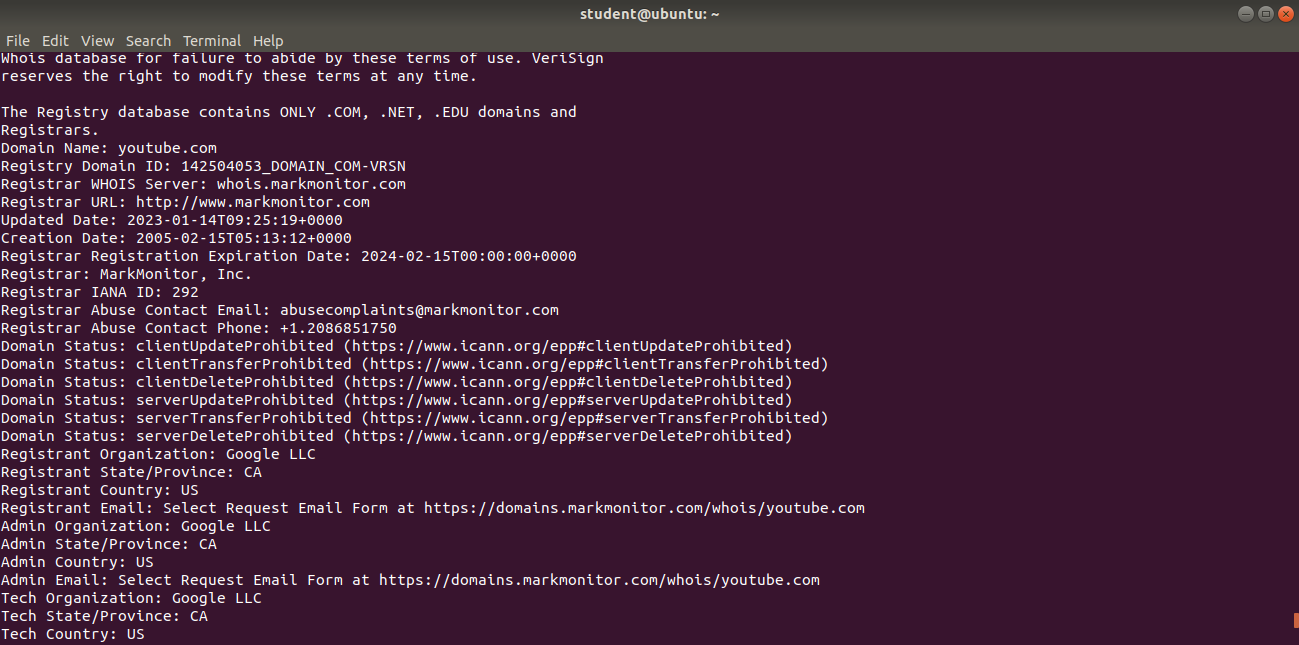 student@ubuntu: ~
File Edit View Search Terminal Help
Whois database for failure to abide by these terms of use. VeriSign
reserves the right to modify these terms at any time.
The Registry database contains ONLY .COM, .NET, .EDU domains and
Registrars.
Domain Name: youtube.com
Registry Domain ID: 142504053_DOMAIN_COM-VRSN
Registrar WHOIS Server: whois.markmonitor.com
Registrar URL: http://www.markmonitor.com
Updated Date: 2023-01-14T09:25:19+0000
Creation Date: 2005-02-15T05:13:12+0000
Registrar Registration Expiration Date: 2024-02-15T00:00:00+0000
Registrar: MarkMonitor, Inc.
Registrar IANA ID: 292
Registrar Abuse Contact Email: abusecomplaints@markmonitor.com
Registrar Abuse Contact Phone: +1.2086851750
Domain Status: clientUpdateProhibited (https://www.icann.org/epp#clientUpdateProhibited)
Domain Status: clientTransferProhibited (https://www.icann.org/epp#clientTransferProhibited)
Domain Status: clientDeleteProhibited (https://www.icann.org/epp#clientDeleteProhibited)
Domain Status: serverUpdateProhibited (https://www.icann.org/epp#serverUpdateProhibited)
Domain Status: serverTransferProhibited (https://www.icann.org/epp#serverTransferProhibited)
Domain Status: serverDeleteProhibited (https://www.icann.org/epp#serverDeleteProhibited)
Registrant Organization: Google LLC
Registrant State/Province: CA
Registrant Country: US
Registrant Email: Select Request Email Form at https://domains.markmonitor.com/whois/youtube.com
Admin Organization: Google LLC
Admin State/Province: CA
Admin Country: US
Admin Email: Select Request Email Form at https://domains.markmonitor.com/whois/youtube.com
Tech Organization: Google LLC
Tech State/Province: CA
Tech Country: US